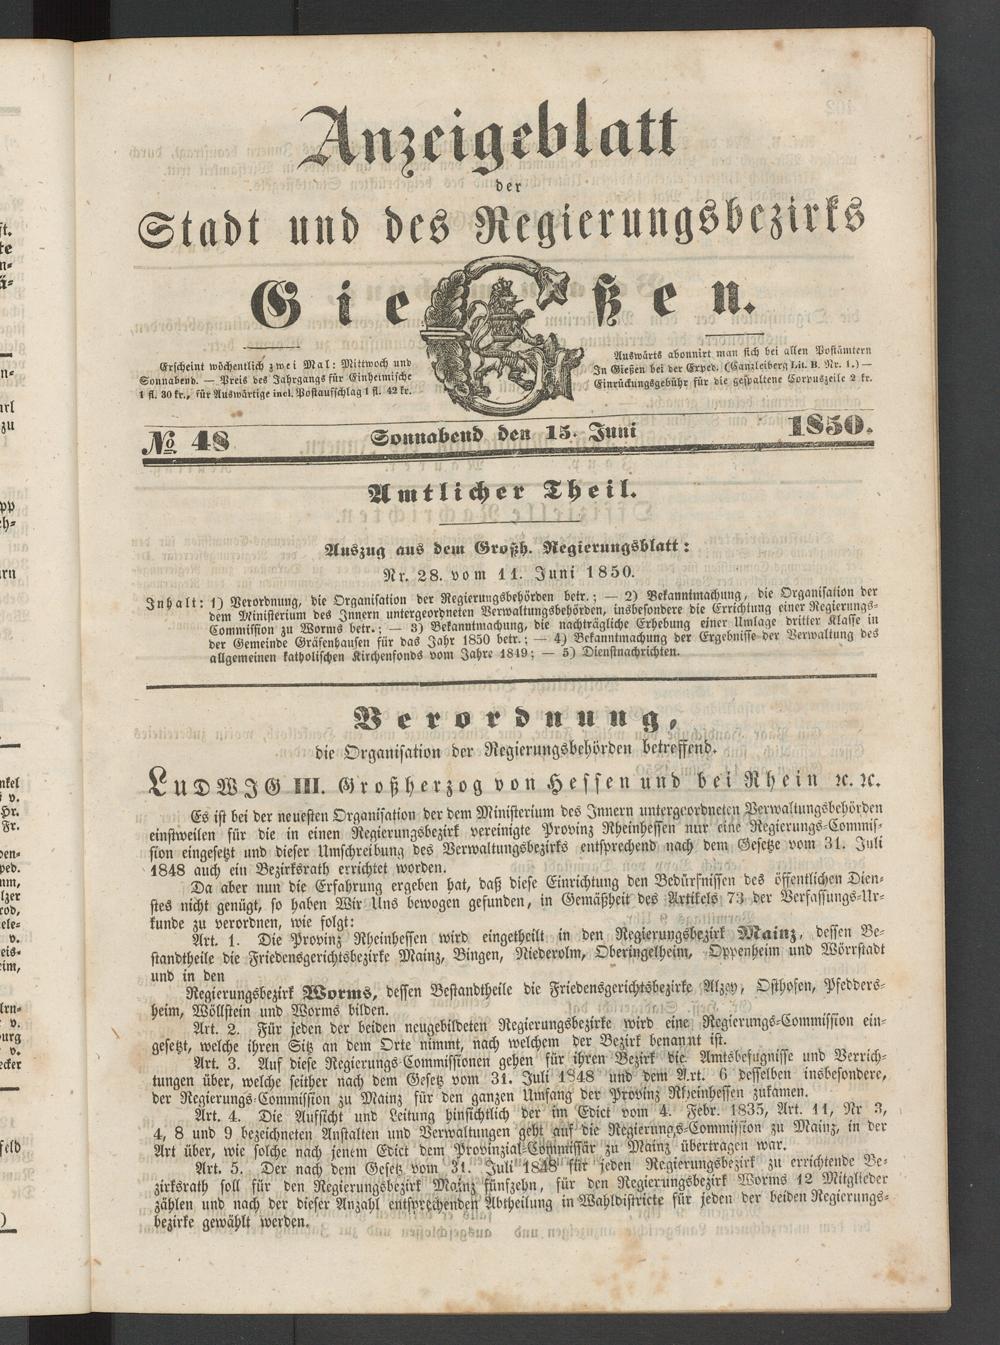 Anzeigeblatt
der
Stadt und des Regierungsbezirks
Gießen.
Erscheint wöchentlich zwei Mal: Mittwoch und
Sonnabend. — Preis des Jahrgangs für Einheimische
1 fl. 30 kr., für Auswärtige incl. Postaufschlag 1 fl. 42 kr.
Auswärts abonnirt man sich bei allen Postämtern
In Gießen bei der Exped. (Canzleiberg Lit. B. Nr. 1.) —
Einrückungsgebühr für die gespaltene Corpuszeile 2 kr.
№ 48 Sonnabend den 15. Juni 1850.
Amtlicher Theil.
Auszug aus dem Großh. Regierungsblatt:
Nr. 28. vom 11. Juni 1850.
Inhalt: 1) Verordnung, die Organisation der Regierungsbehörden betr.; — 2) Bekanntmachung, die Organisation der
dem Ministerium des Innern untergeordneten Verwaltungsbehörden, insbesondere die Errichtung einer Regierungs-
Commission zu Worms betr.; — 3) Bekanntmachung, die nachträgliche Erhebung einer Umlage dritter Klasse in
der Gemeinde Gräfenhausen für das Jahr 1850 betr.; — 4) Bekanntmachung der Ergebnisse der Verwaltung des
allgemeinen katholischen Kirchenfonds vom Jahre 1849; — 5) Dienstnachrichten.
Verordnung,
die Organisation der Regierungsbehörden betreffend.
LUDWIG III. Großherzog von Hessen und bei Rhein ꝛc. ꝛc.
Es ist bei der neuesten Organisation der dem Ministerium des Innern untergeordneten Verwaltungsbehörden
einstweilen für die in einen Regierungsbezirk vereinigte Provinz Rheinhessen nur eine Regierungs-Commis-
sion eingesetzt und dieser Umschreibung des Verwaltungsbezirks entsprechend nach dem Gesetze vom 31. Juli
1848 auch ein Bezirksrath errichtet worden.
Da aber nun die Erfahrung ergeben hat, daß diese Einrichtung den Bedürfnissen des öffentlichen Dien-
stes nicht genügt, so haben Wir Uns bewogen gefunden, in Gemäßheit des Artikels 73 der Verfassungs-Ur-
kunde zu verordnen, wie folgt:
Art. 1. Die Provinz Rheinhessen wird eingetheilt in den Regierungsbezirk Mainz, dessen Be-
standtheile die Friedensgerichtsbezirke Mainz, Bingen, Niederolm, Oberingelheim, Oppenheim und Wörrstadt
und in den
Regierungsbezirk Worms, dessen Bestandtheile die Friedensgerichtsbezirke Alzey, Osthofen, Pfedders-
heim, Wöllstein und Worms bilden.
Art. 2. Für jeden der beiden neugebildeten Regierungsbezirke wird eine Regierungs-Commission ein-
gesetzt, welche ihren Sitz an dem Orte nimmt, nach welchem der Bezirk benannt ist.
Art. 3. Auf diese Regierungs-Commissionen gehen für ihren Bezirk die Amtsbefugnisse und Verrich-
tungen über, welche seither nach dem Gesetz vom 31. Juli 1848 und dem Art. 6 desselben insbesondere,
der Regierungs-Commission zu Mainz für den ganzen Umfang der Provinz Rheinhessen zukamen.
Art. 4. Die Aufsicht und Leitung hinsichtlich der im Edict vom 4. Febr. 1835, Art. 11, Nr 3,
4, 8 und 9 bezeichneten Anstalten und Verwaltungen geht auf die Regierungs-Commission zu Mainz, in der
Art über, wie solche nach jenem Edict dem Provinzial-Commissär zu Mainz übertragen war.
Art. 5. Der nach dem Gesetz vom 31. Juli 1848 für jeden Regierungsbezirk zu errichtende Be-
zirksrath soll für den Regierungsbezirk Mainz fünfzehn, für den Regierungsbezirk Worms 12 Mitglieder
zählen und nach der dieser Anzahl entsprechenden Abtheilung in Wahldistricte für jeden der beiden Regierungs-
bezirke gewählt werden.